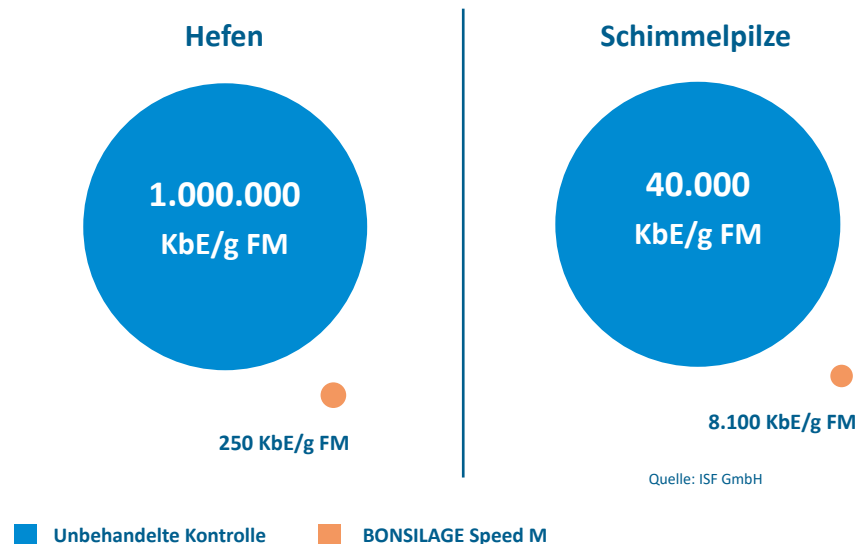 Hefen
1.000.000
KbE/g FM
250 KbE/g FM
Schimmelpilze
40.000
KbE/g FM
8.100 KbE/g FM
Quelle: ISF GmbH
Unbehandelte Kontrolle
BONSILAGE Speed M